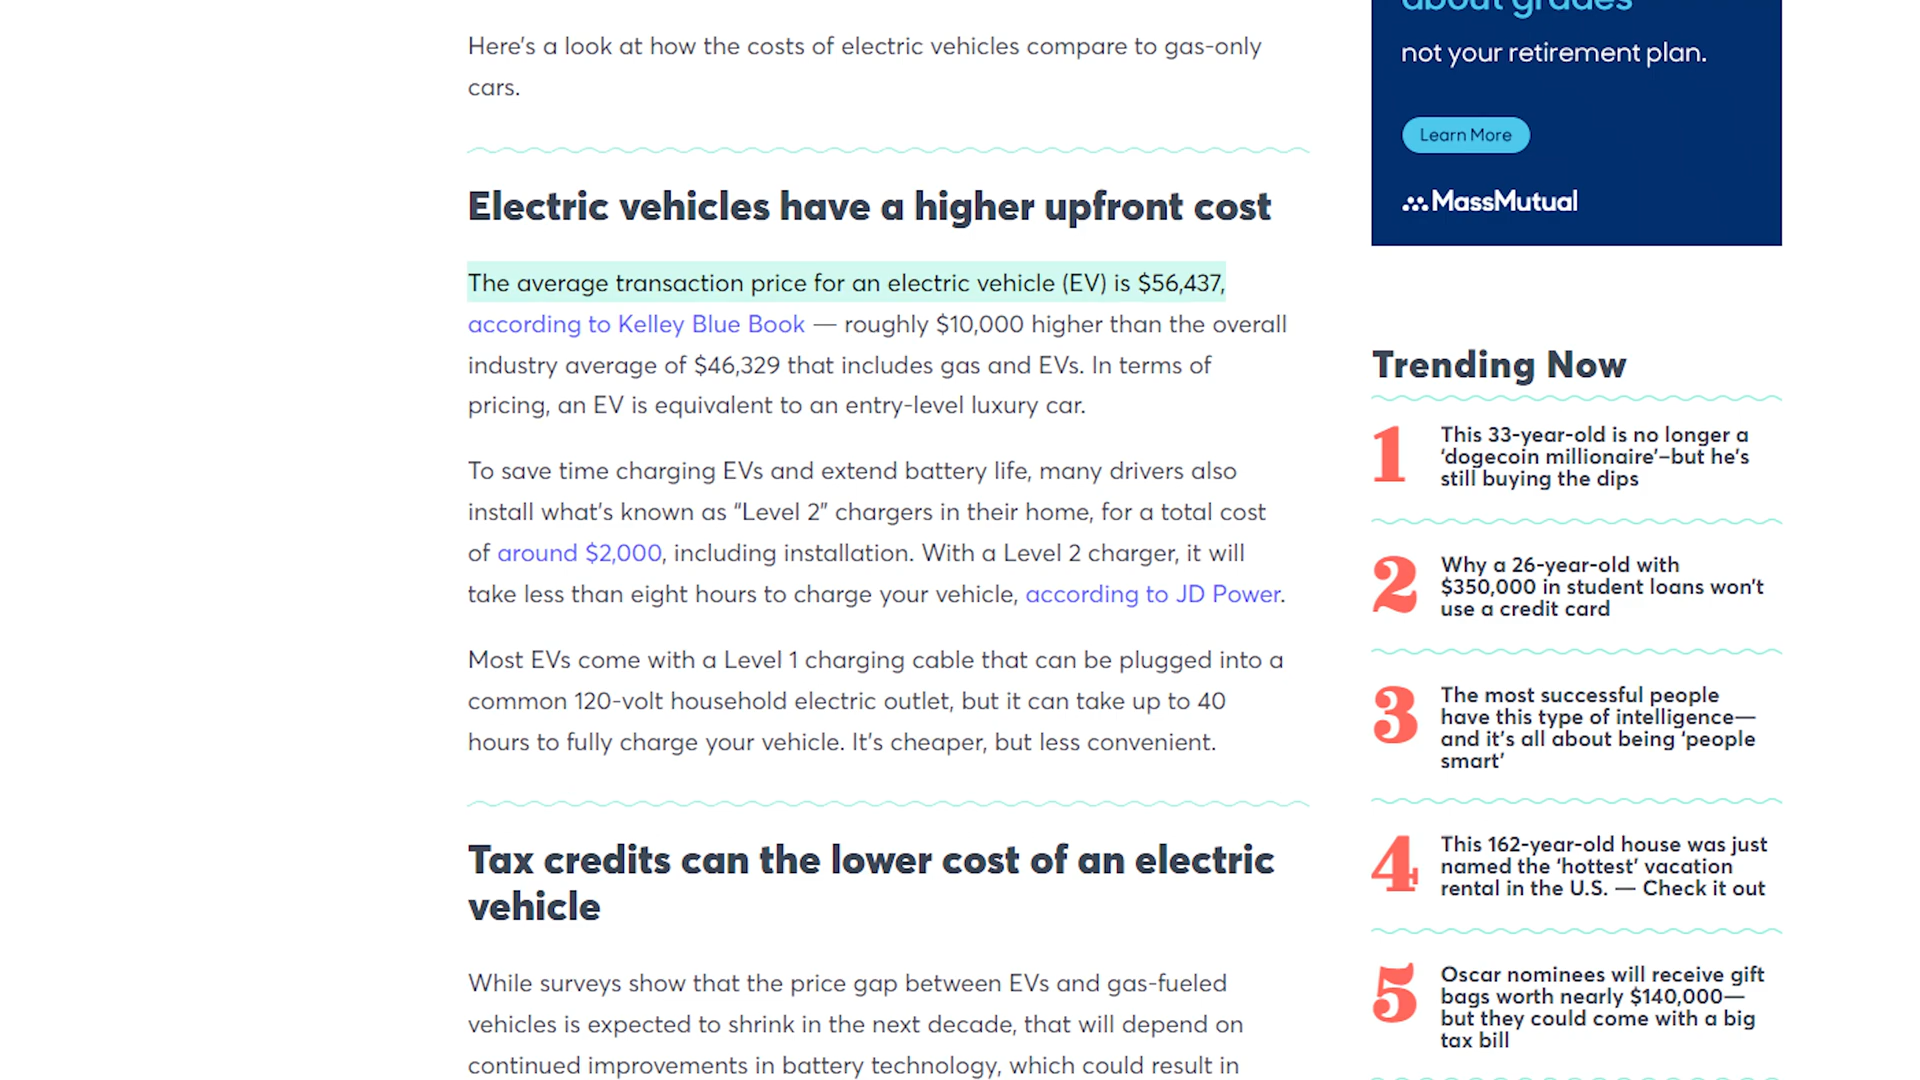 Here's a look at how the costs of electric vehicles compare to gas-only
cars.
Electric vehicles have a higher upfront cost
The average transaction price for an electric vehicle (EV) is $56,437,
according to Kelley Blue Book — roughly $10,000 higher than the overall
industry average of $46,329 that includes gas and EVs. In terms of
pricing, an EV is equivalent to an entry-level luxury car.
To save time charging EVs and extend battery life, many drivers also
install what's known as “Level 2” chargers in their home, for a total cost
of around $2,000, including installation. With a Level 2 charger, it will
take less than eight hours to charge your vehicle, according to JD Power.
Most EVs come with a Level 1 charging cable that can be plugged into a
common 120-volt household electric outlet, but it can take up to 40
hours to fully charge your vehicle. It's cheaper, but less convenient.
Tax credits can the lower cost of an electric
vehicle
While surveys show that the price gap between EVs and gas-fueled
vehicles is expected to shrink in the next decade, that will depend on
continued improvements in battery technology, which could result in
about grades
not your retirement plan.
Learn More
MassMutual
Trending Now
1
This 33-year-old is no longer a
‘dogecoin millionaire’–but he's
still buying the dips
2
Why a 26-year-old with
$350,000 in student loans won't
use a credit card
3
The most successful people
have this type of intelligence—
and it's all about being ‘people
smart’
4
This 162-year-old house was just
named the ‘hottest’ vacation
rental in the U.S. — Check it out
5
Oscar nominees will receive gift
bags worth nearly $140,000—
but they could come with a big
tax bill